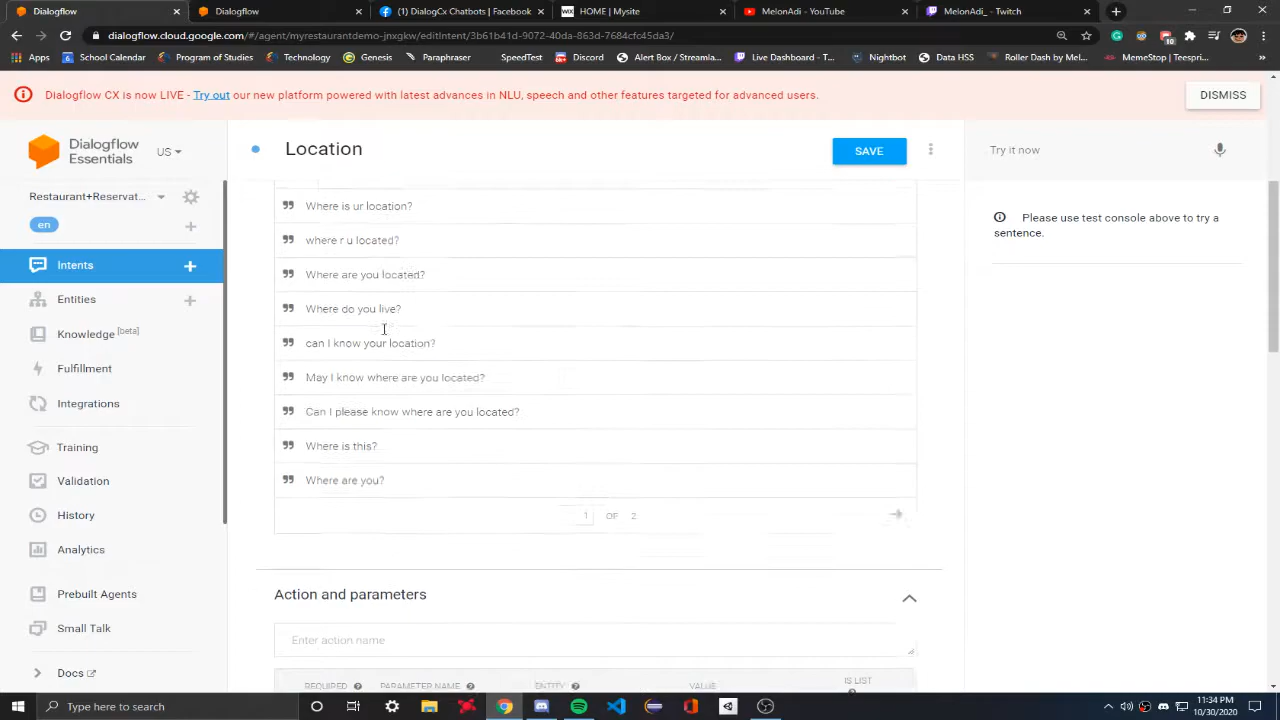 Dialogflow
Dialogflow
(1) DialogCx Chatbots | Facebook
WIX HOME | Mysite
MelonAdi - YouTube
MelonAdi_ - Twitch
dialogflow.cloud.google.com/#/agent/myrestaurantdemo-jnxgkw/editIntent/3b61b41d-9072-40da-863d-7684cfc45da3/
Apps
School Calendar
Program of Studies
Technology
Genesis
Paraphraser
SpeedTest
Discord
Alert Box / Streamla...
Live Dashboard - T...
Nightbot
Data HSS
Roller Dash by Mel...
MemeStop | Teespri...
Dialogflow CX is now LIVE - Try out our new platform powered with latest advances in NLU, speech and other features targeted for advanced users.
DISMISS
Dialogflow
Essentials
US
Location
SAVE
Try it now
Restaurant+Reservat...
en
Intents
Entities
Knowledge [beta]
Fulfillment
Integrations
Training
Validation
History
Analytics
Prebuilt Agents
Small Talk
Docs
Where is ur location?
where r u located?
Where are you located?
Where do you live?
can I know your location?
May I know where are you located?
Can I please know where are you located?
Where is this?
Where are you?
1 OF 2
Action and parameters
Enter action name
REQUIRED
PARAMETER NAME
ENTITY
VALUE
IS LIST
Please use test console above to try a
sentence.
Type here to search
11:34 PM
10/30/2020